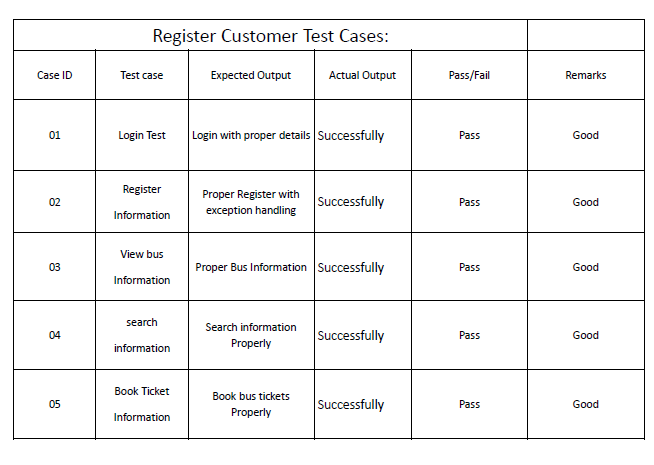 Register Customer Test Cases:
Case ID Test case Expected Output Actual Output Pass/Fail Remarks
01 Login Test Login with proper details Successfully Pass Good
02 Register Information Proper Register with exception handling Successfully Pass Good
03 View bus Information Proper Bus Information Successfully Pass Good
04 search information Search information Properly Successfully Pass Good
05 Book Ticket Information Book bus tickets Properly Successfully Pass Good